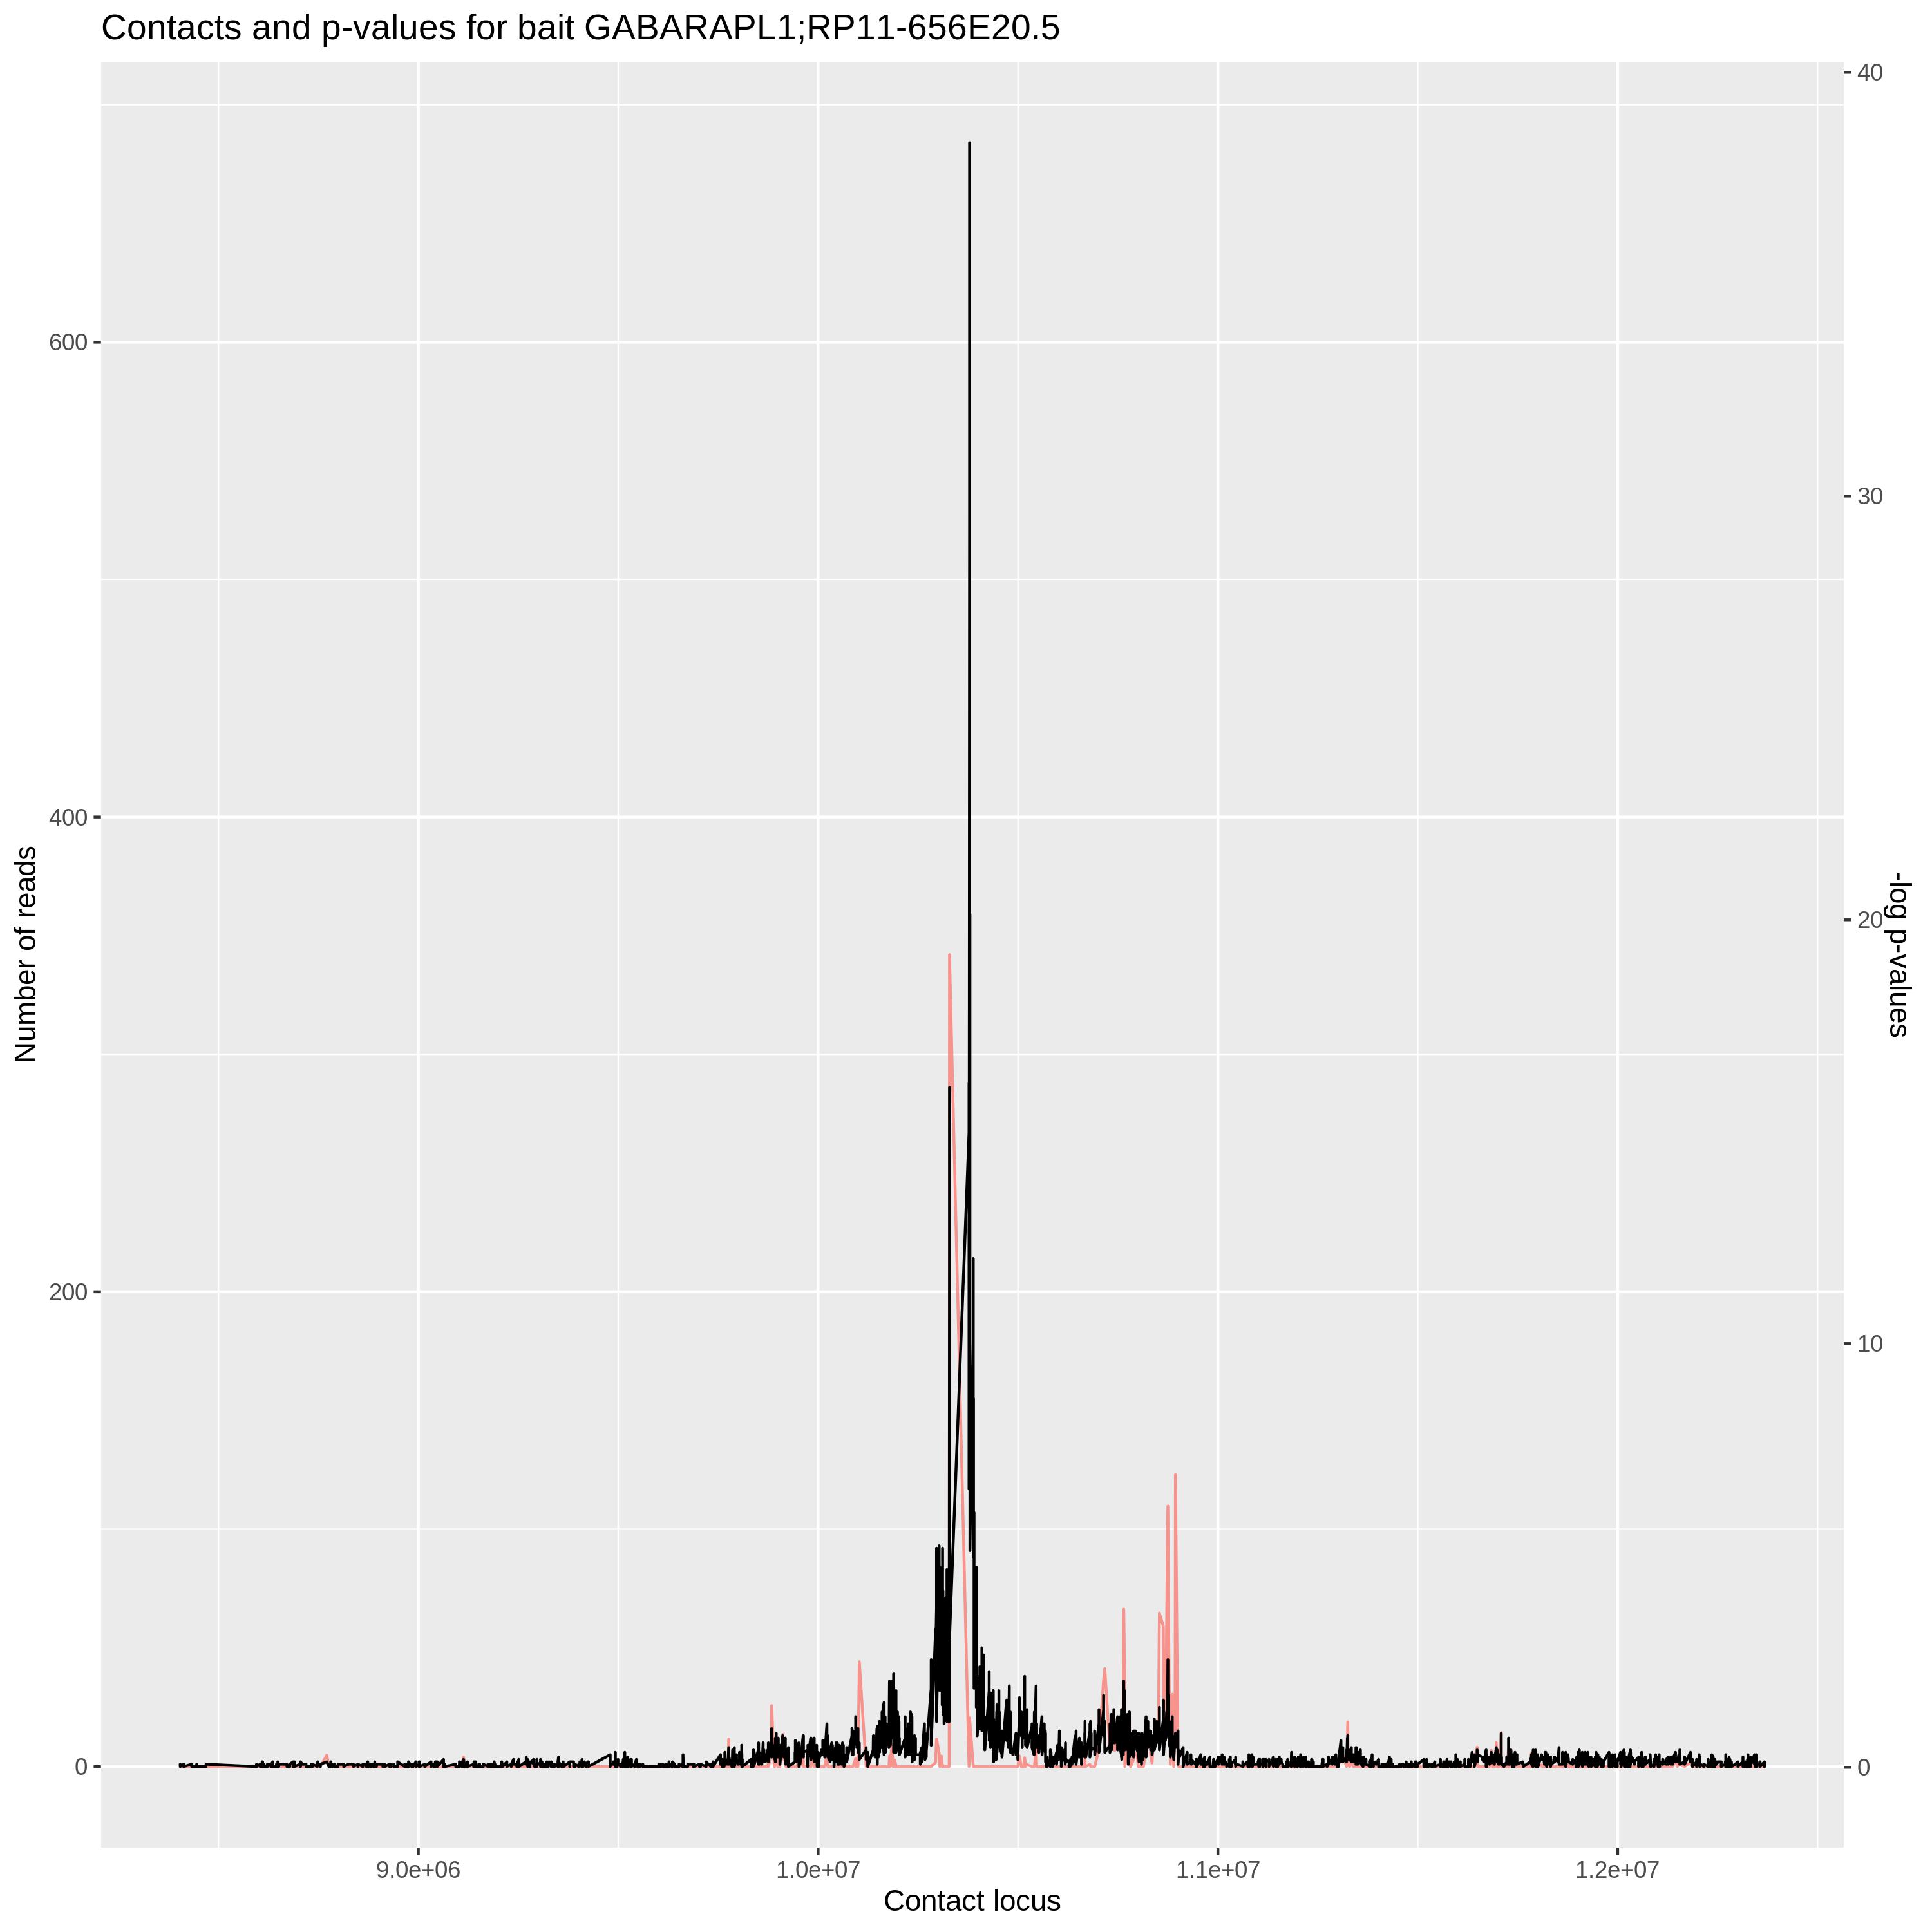 Contacts and p-values for bait GABARAPL1;RP11-656E20.5
40
600
30
400
20
200
10
0
0
Number of reads
-log p-values
9.0e+06 1.0e+07 1.1e+07 1.2e+07
Contact locus